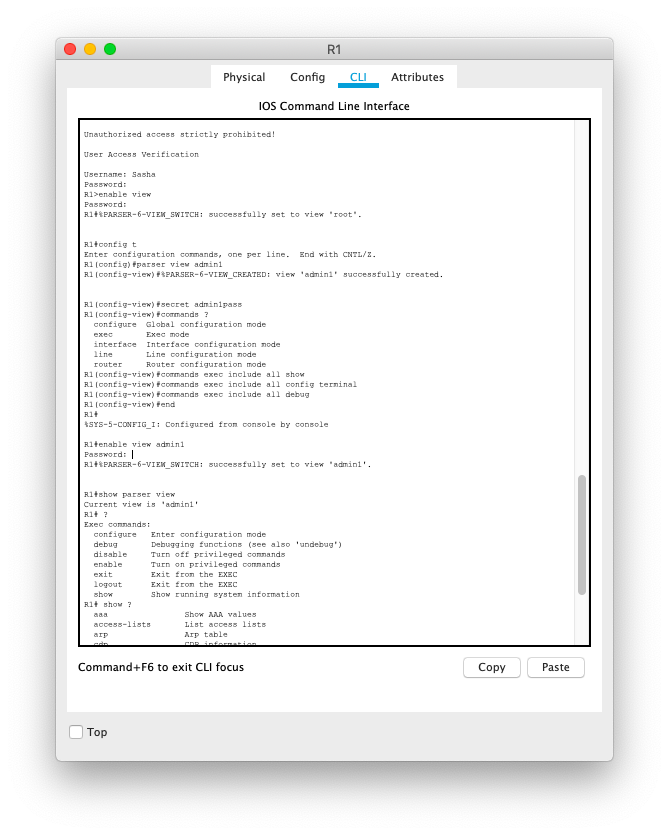 R1
Physical Config CLI Attributes
IOS Command Line Interface
Unauthorized access strictly prohibited!
User Access Verification
Username: Sasha
Password:
R1>enable view
Password:
R1#%PARSER-6-VIEW_SWITCH: successfully set to view 'root'.
R1#config t
Enter configuration commands, one per line.  End with CNTL/Z.
R1(config)#parser view admin1
R1(config-view)#%PARSER-6-VIEW_CREATED: view 'admin1' successfully created.
R1(config-view)#secret admin1pass
R1(config-view)#commands ?
  configure  Global configuration mode
  exec       Exec mode
  interface  Interface configuration mode
  line       Line configuration mode
  router     Router configuration mode
R1(config-view)#commands exec include all show
R1(config-view)#commands exec include all config terminal
R1(config-view)#commands exec include all debug
R1(config-view)#end
R1#
%SYS-5-CONFIG_I: Configured from console by console
R1#enable view admin1
Password:
R1#%PARSER-6-VIEW_SWITCH: successfully set to view 'admin1'.
R1#show parser view
Current view is 'admin1'
R1# ?
Exec commands:
  configure   Enter configuration mode
  debug       Debugging functions (see also 'undebug')
  disable     Turn off privileged commands
  enable      Turn on privileged commands
  exit        Exit from the EXEC
  logout      Exit from the EXEC
  show        Show running system information
R1# show ?
  aaa                Show AAA values
  access-lists       List access lists
  arp                Arp table
  cdp                CDP information
Command+F6 to exit CLI focus
Copy Paste
Top